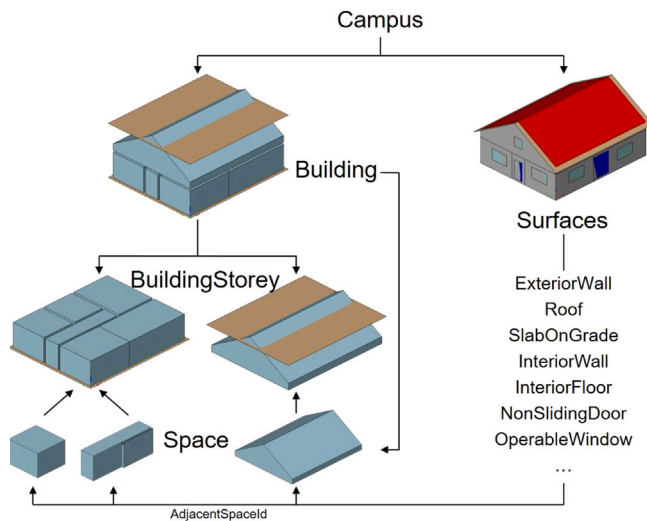 Campus
Building
Surfaces
BuildingStorey
ExteriorWall
Roof
SlabOnGrade
InteriorWall
InteriorFloor
NonSlidingDoor
OperableWindow
...
Space
AdjacentSpaceId